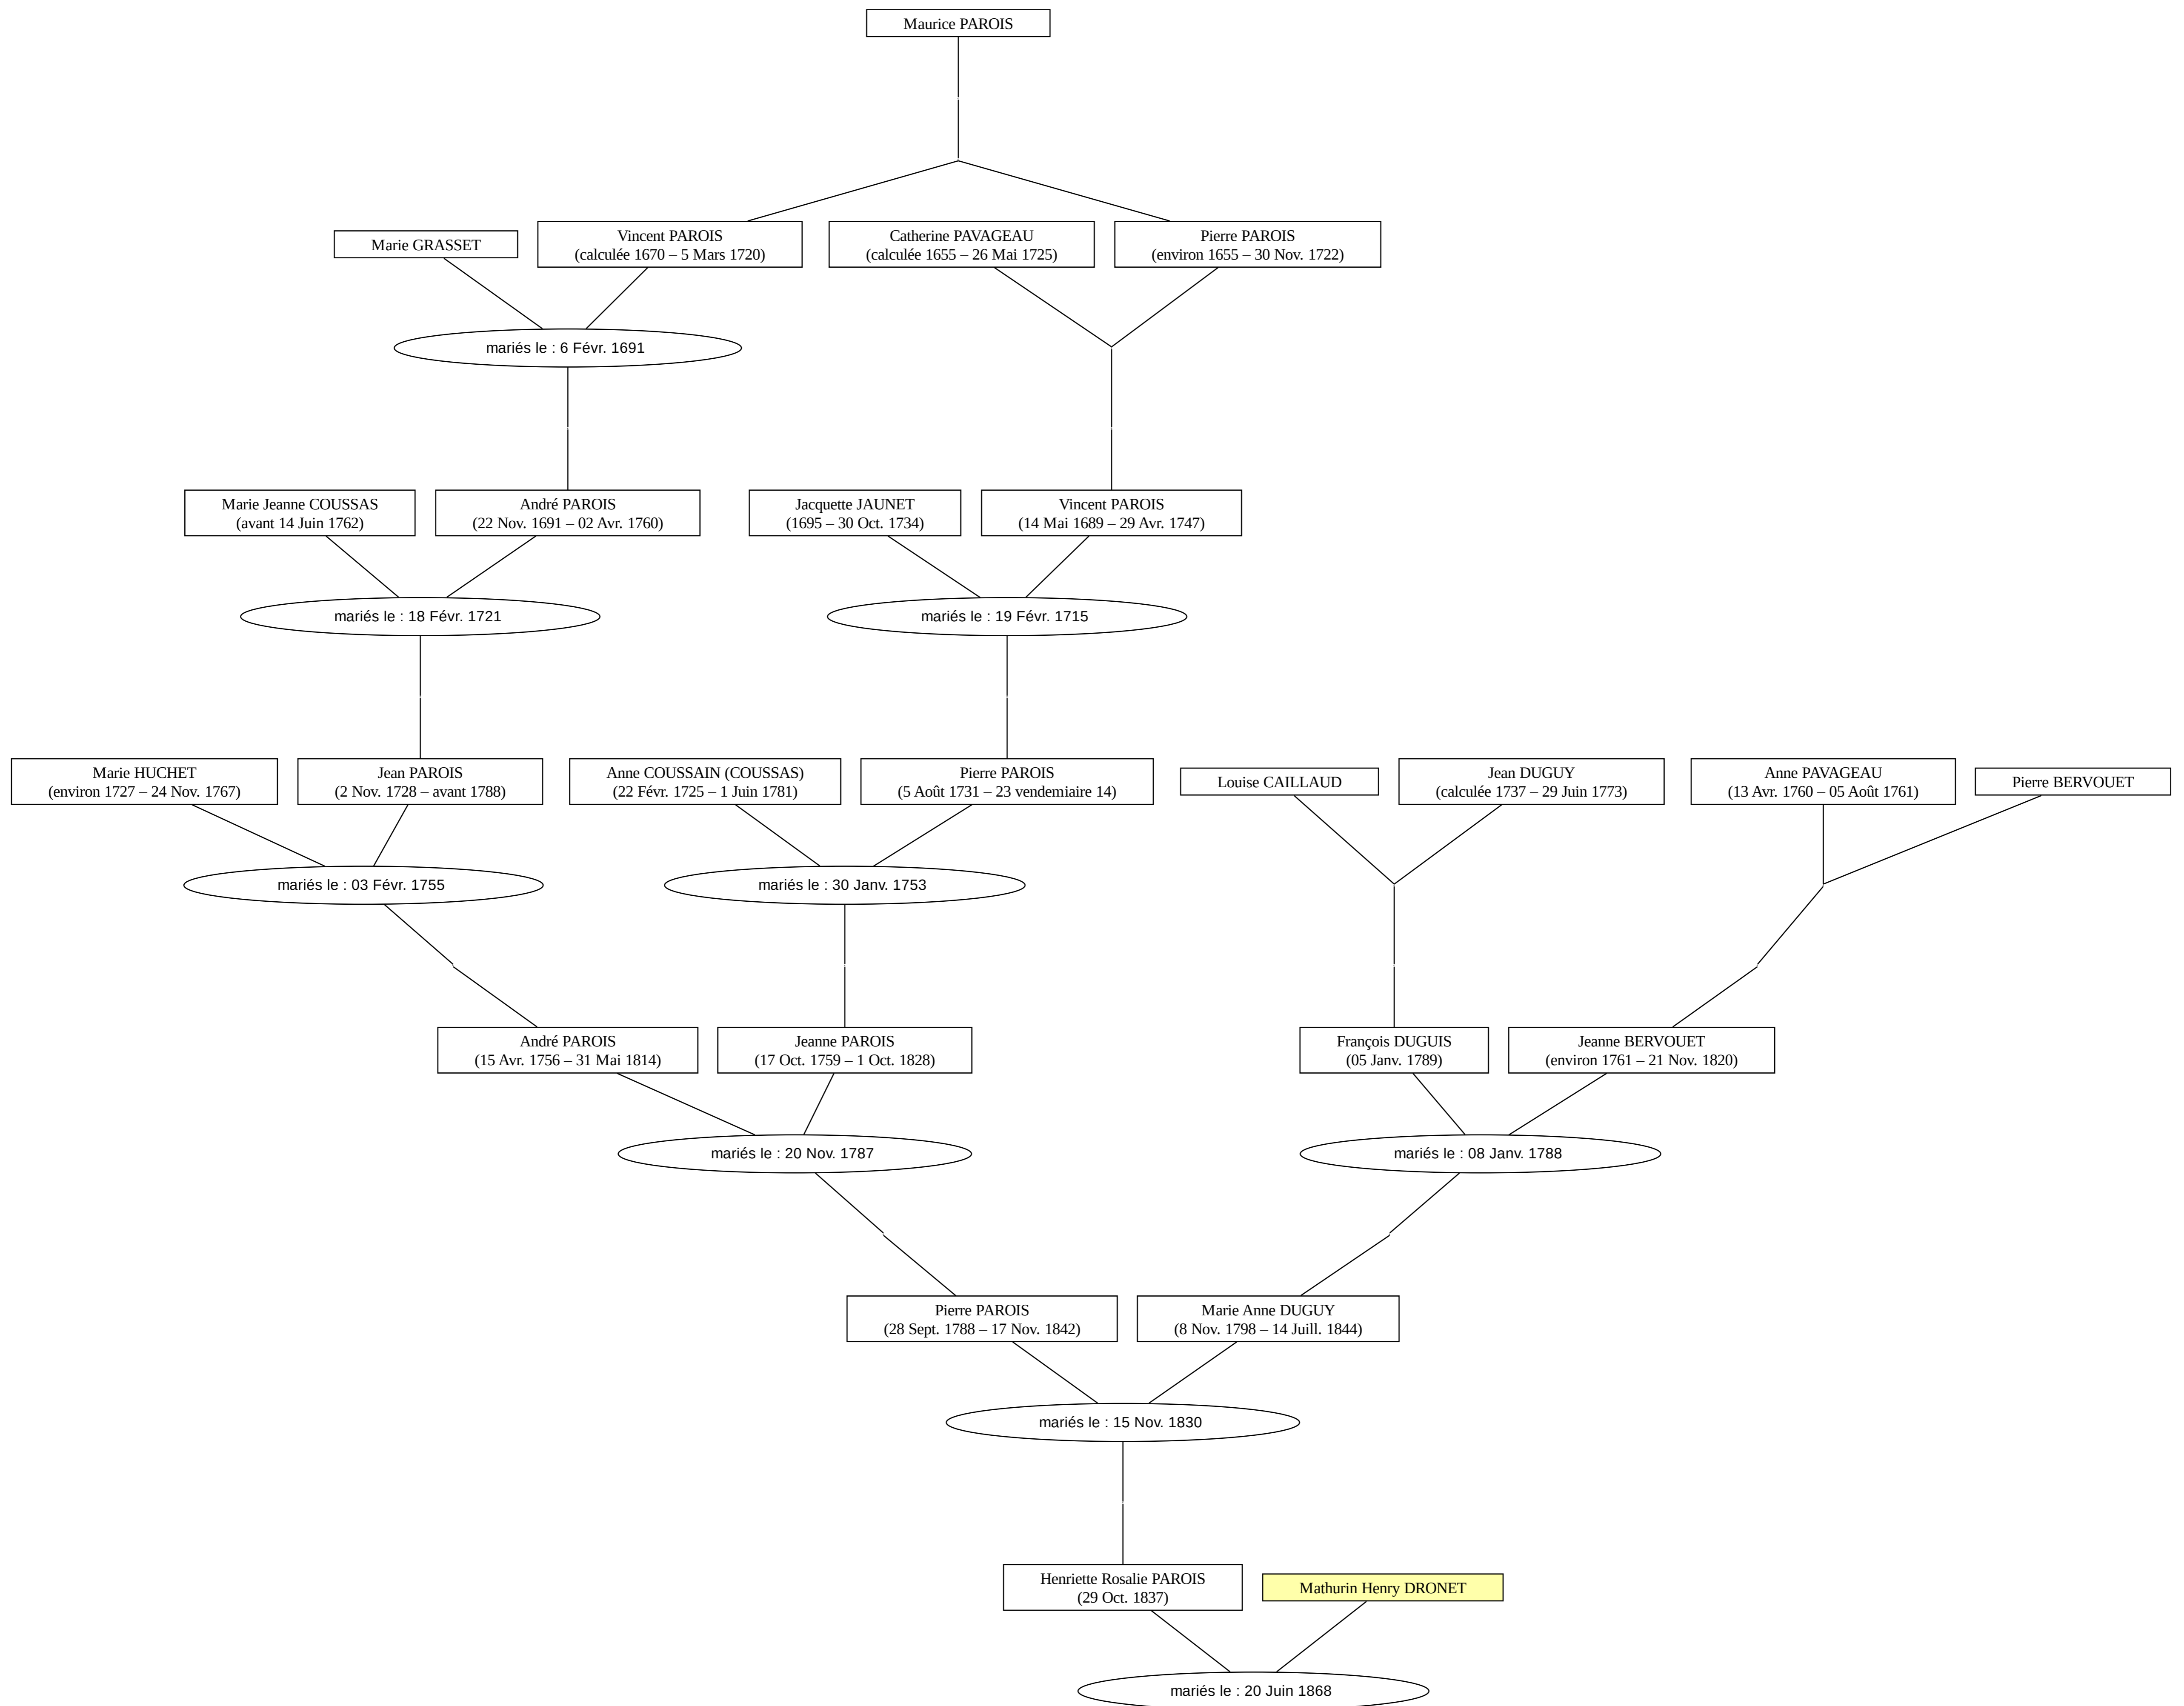 Maurice PAROIS
Marie GRASSET
Vincent PAROIS
(calculée 1670 – 5 Mars 1720)
Catherine PAVAGEAU
(calculée 1655 – 26 Mai 1725)
Pierre PAROIS
(environ 1655 – 30 Nov. 1722)
mariés le : 6 Févr. 1691
Marie Jeanne COUSSAS
(avant 14 Juin 1762)
André PAROIS
(22 Nov. 1691 – 02 Avr. 1760)
Jacquette JAUNET
(1695 – 30 Oct. 1734)
Vincent PAROIS
(14 Mai 1689 – 29 Avr. 1747)
mariés le : 18 Févr. 1721
mariés le : 19 Févr. 1715
Marie HUCHET
(environ 1727 – 24 Nov. 1767)
Jean PAROIS
(2 Nov. 1728 – avant 1788)
Anne COUSSAIN (COUSSAS)
(22 Févr. 1725 – 1 Juin 1781)
Pierre PAROIS
(5 Août 1731 – 23 vendemiaire 14)
Louise CAILLAUD
Jean DUGUY
(calculée 1737 – 29 Juin 1773)
Anne PAVAGEAU
(13 Avr. 1760 – 05 Août 1761)
Pierre BERVOUET
mariés le : 03 Févr. 1755
mariés le : 30 Janv. 1753
André PAROIS
(15 Avr. 1756 – 31 Mai 1814)
Jeanne PAROIS
(17 Oct. 1759 – 1 Oct. 1828)
François DUGUIS
(05 Janv. 1789)
Jeanne BERVOUET
(environ 1761 – 21 Nov. 1820)
mariés le : 20 Nov. 1787
mariés le : 08 Janv. 1788
Pierre PAROIS
(28 Sept. 1788 – 17 Nov. 1842)
Marie Anne DUGUY
(8 Nov. 1798 – 14 Juill. 1844)
mariés le : 15 Nov. 1830
Henriette Rosalie PAROIS
(29 Oct. 1837)
Mathurin Henry DRONET
mariés le : 20 Juin 1868